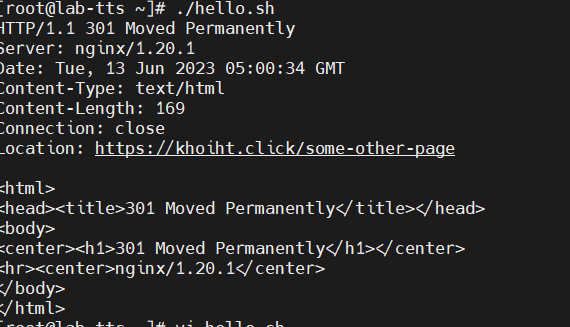 [root@lab-tts ~]# ./hello.sh
HTTP/1.1 301 Moved Permanently
Server: nginx/1.20.1
Date: Tue, 13 Jun 2023 05:00:34 GMT
Content-Type: text/html
Content-Length: 169
Connection: close
Location: https://khoiht.click/some-other-page

<html>
<head><title>301 Moved Permanently</title></head>
<body>
<center><h1>301 Moved Permanently</h1></center>
<hr><center>nginx/1.20.1</center>
</body>
</html>
[root@lab-tts ~]# vi hello.sh